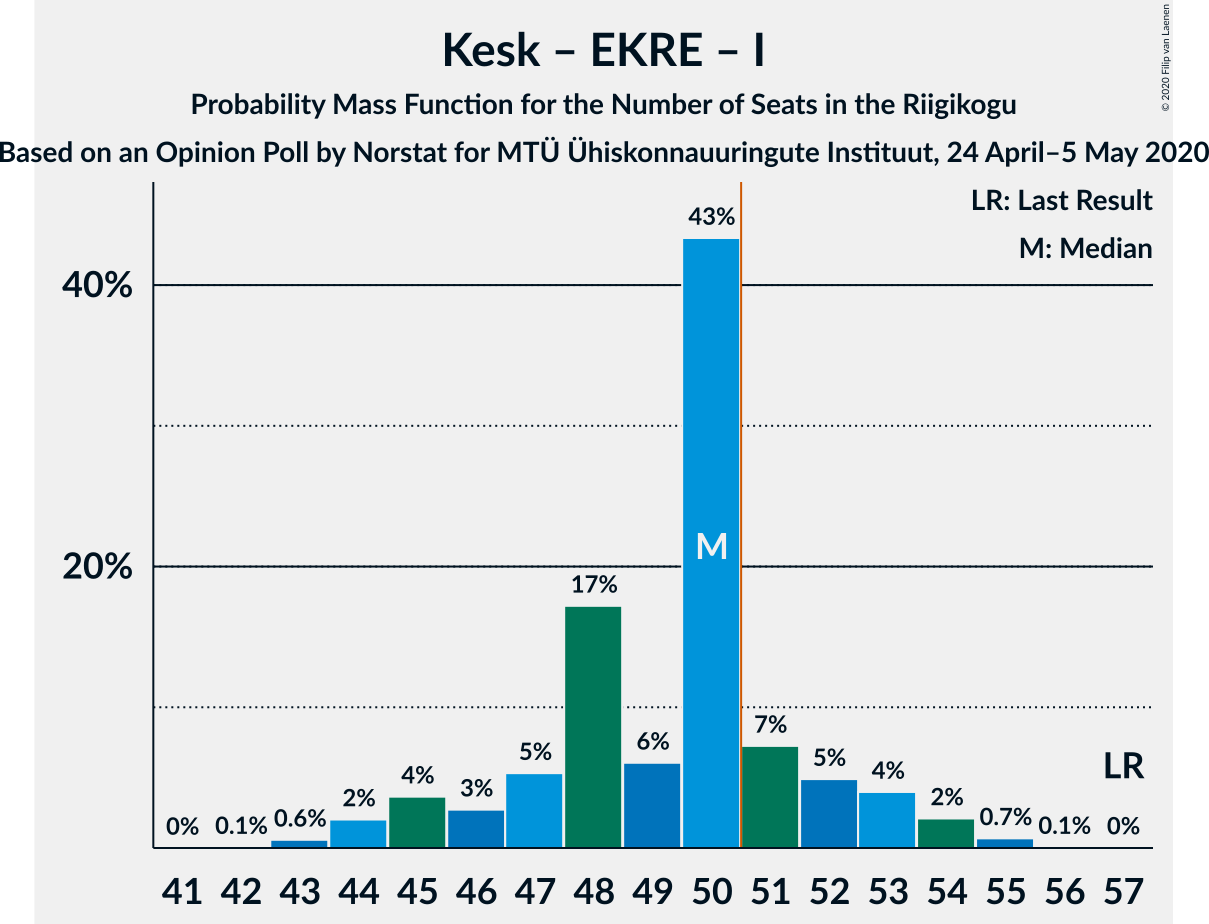 Kesk – EKRE – I
Probability Mass Function for the Number of Seats in the Riigikogu
Based on an Opinion Poll by Norstat for MTÜ Ühiskonnauuringute Instituut, 24 April–5 May 2020
© 2020 Filip van Laenen
LR: Last Result
M: Median
40%
20%
0% 0.1% 0.6% 2% 4% 3% 5% 17% 6% 43% 7% 5% 4% 2% 0.7% 0.1% 0%
M
LR
41 42 43 44 45 46 47 48 49 50 51 52 53 54 55 56 57